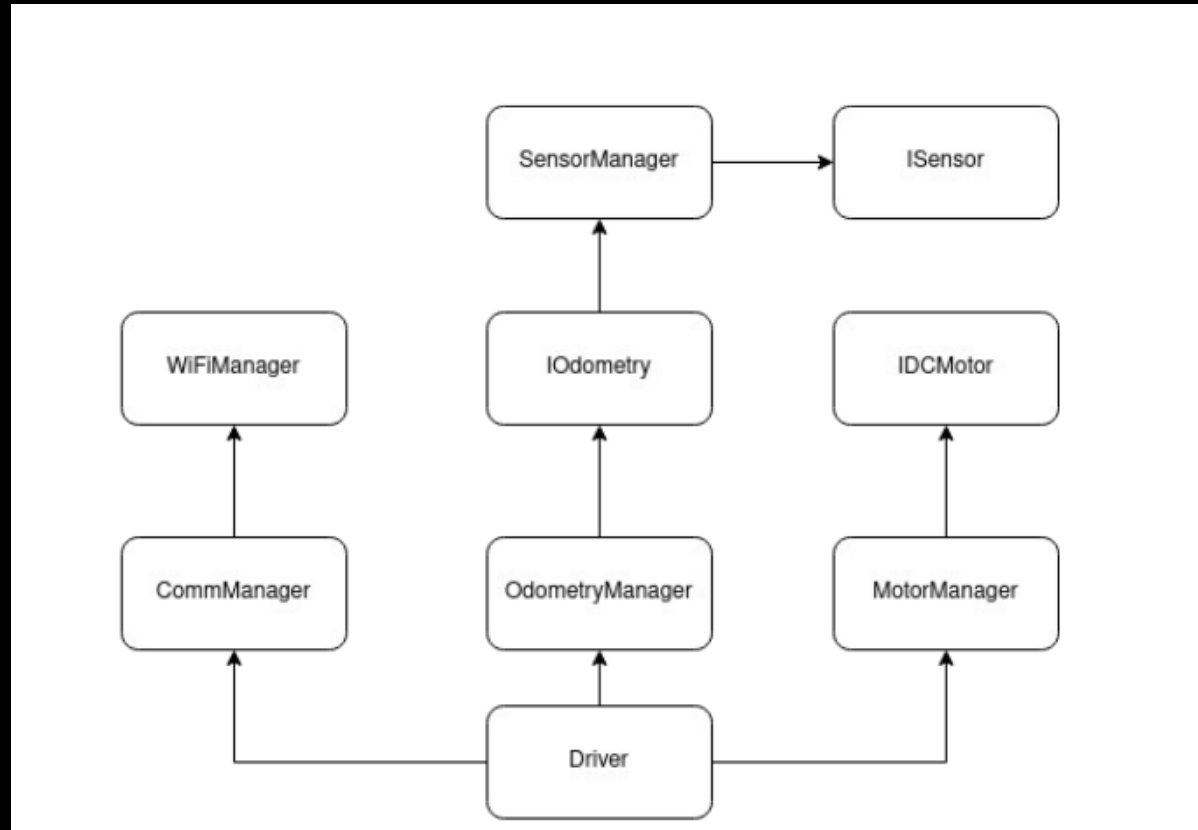 SensorManager
ISensor
WiFiManager
IOdometry
IDCMotor
CommManager
OdometryManager
MotorManager
Driver